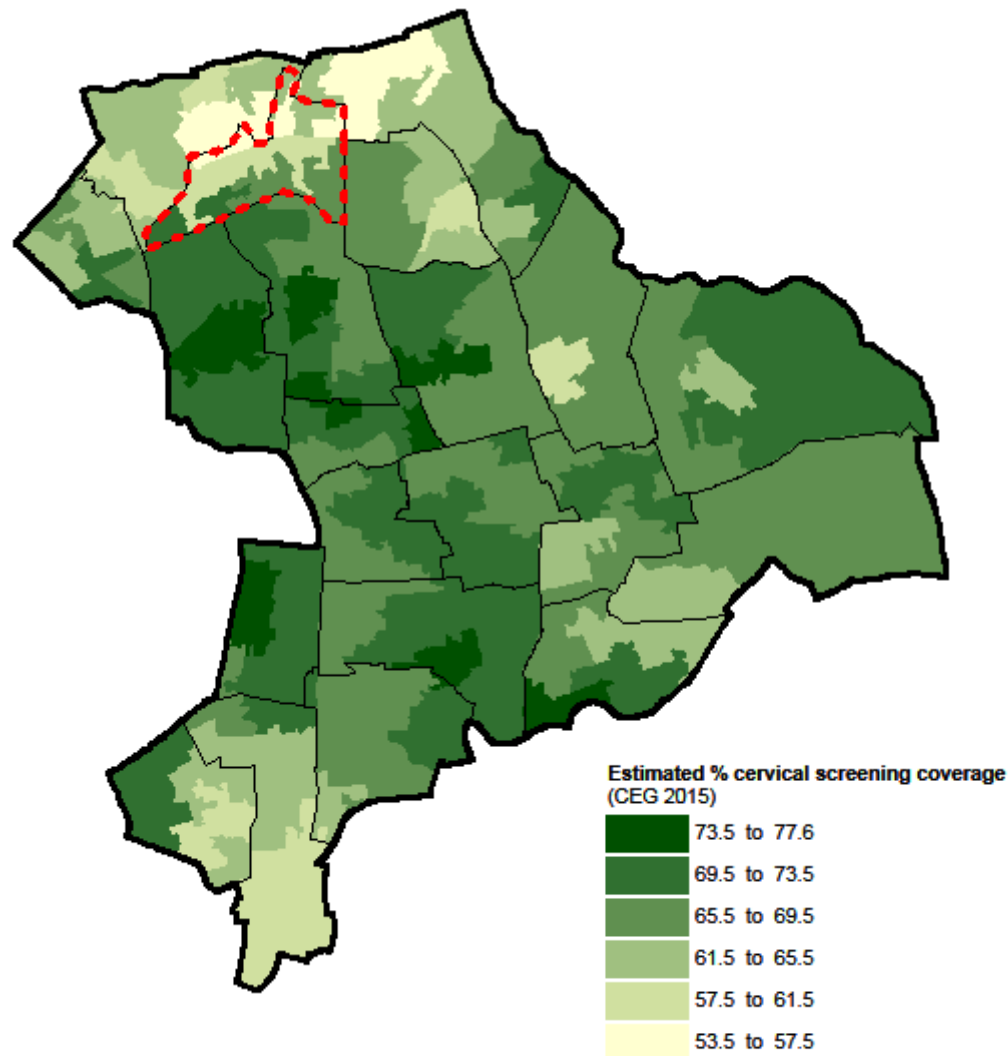 Estimated % cervical screening coverage
(CEG 2015)
73.5 to 77.6
69.5 to 73.5
65.5 to 69.5
61.5 to 65.5
57.5 to 61.5
53.5 to 57.5